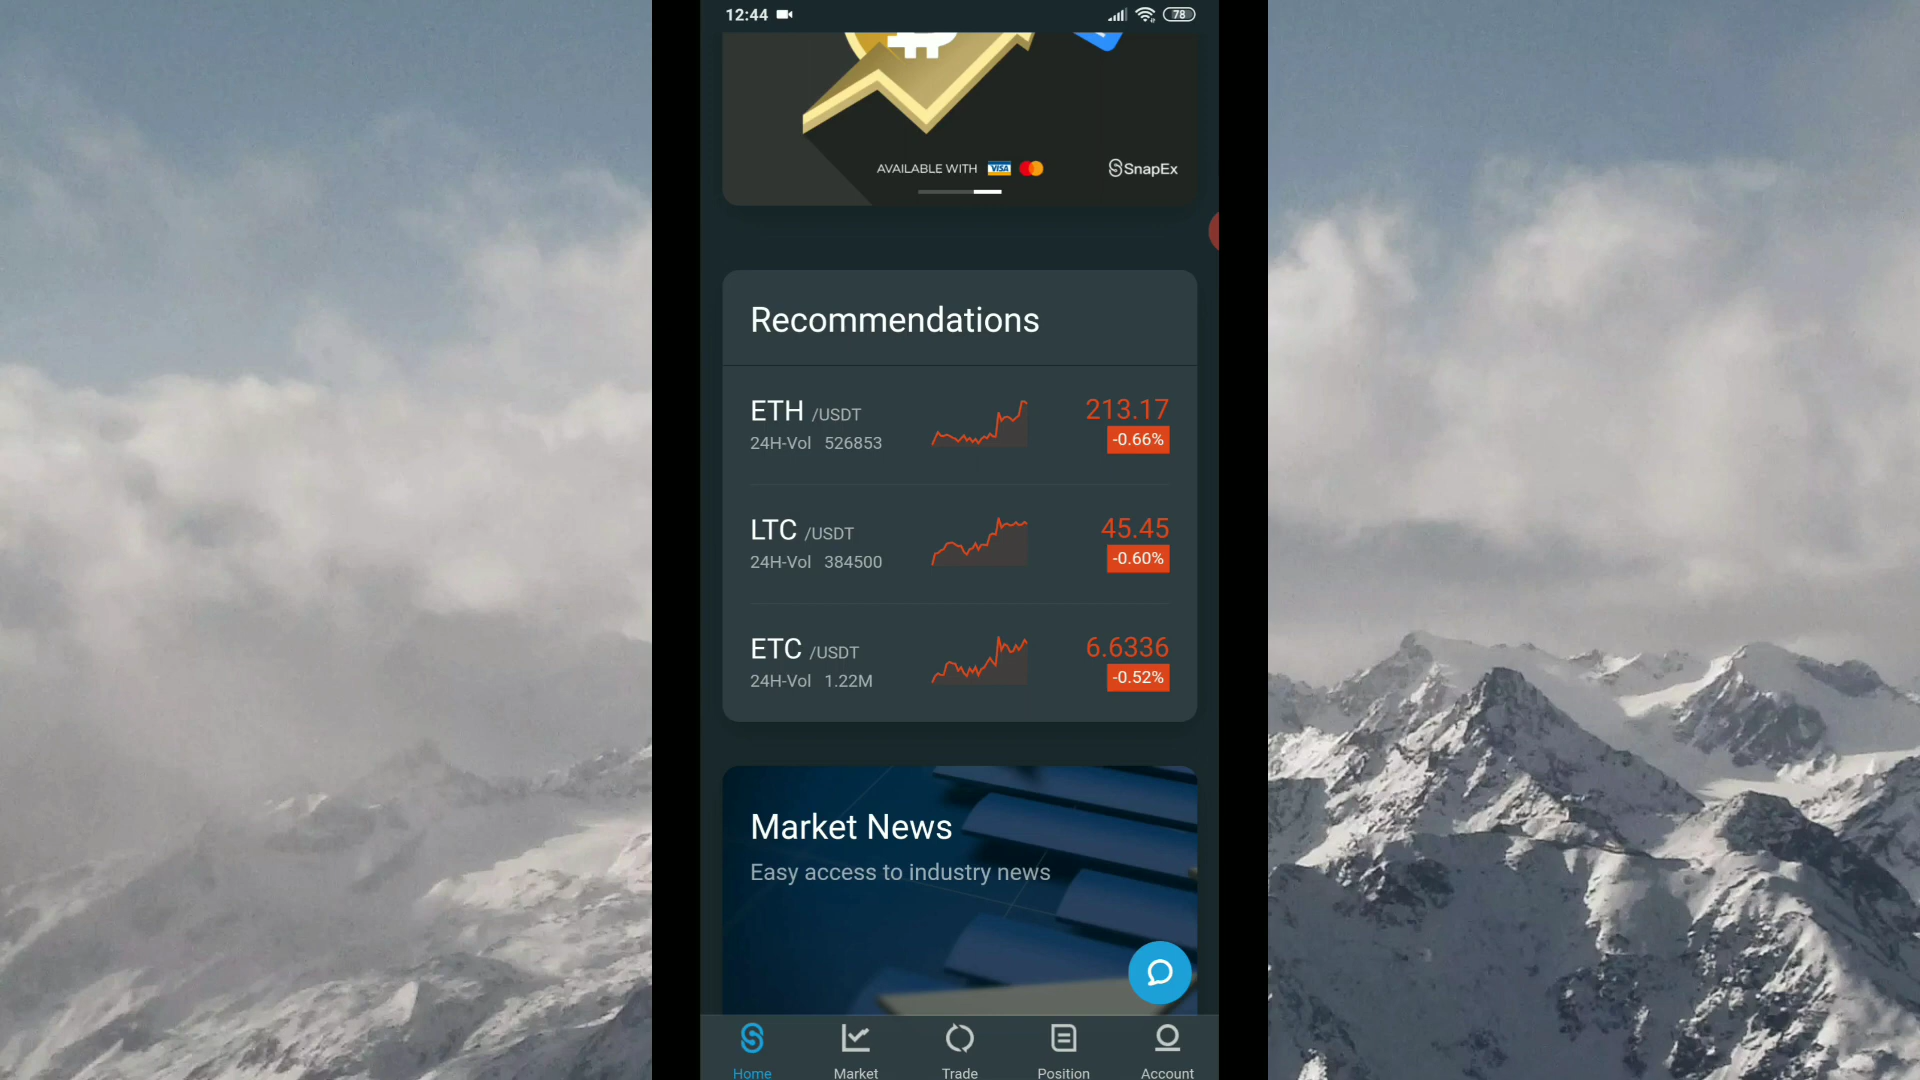 12:44
78
AVAILABLE WITH VISA
SnapEx
Recommendations
ETH /USDT
213.17
24H-Vol 526853
-0.66%
LTC /USDT
45.45
24H-Vol 384500
-0.60%
ETC /USDT
6.6336
24H-Vol 1.22M
-0.52%
Market News
Easy access to industry news
Home Market Trade Position Account